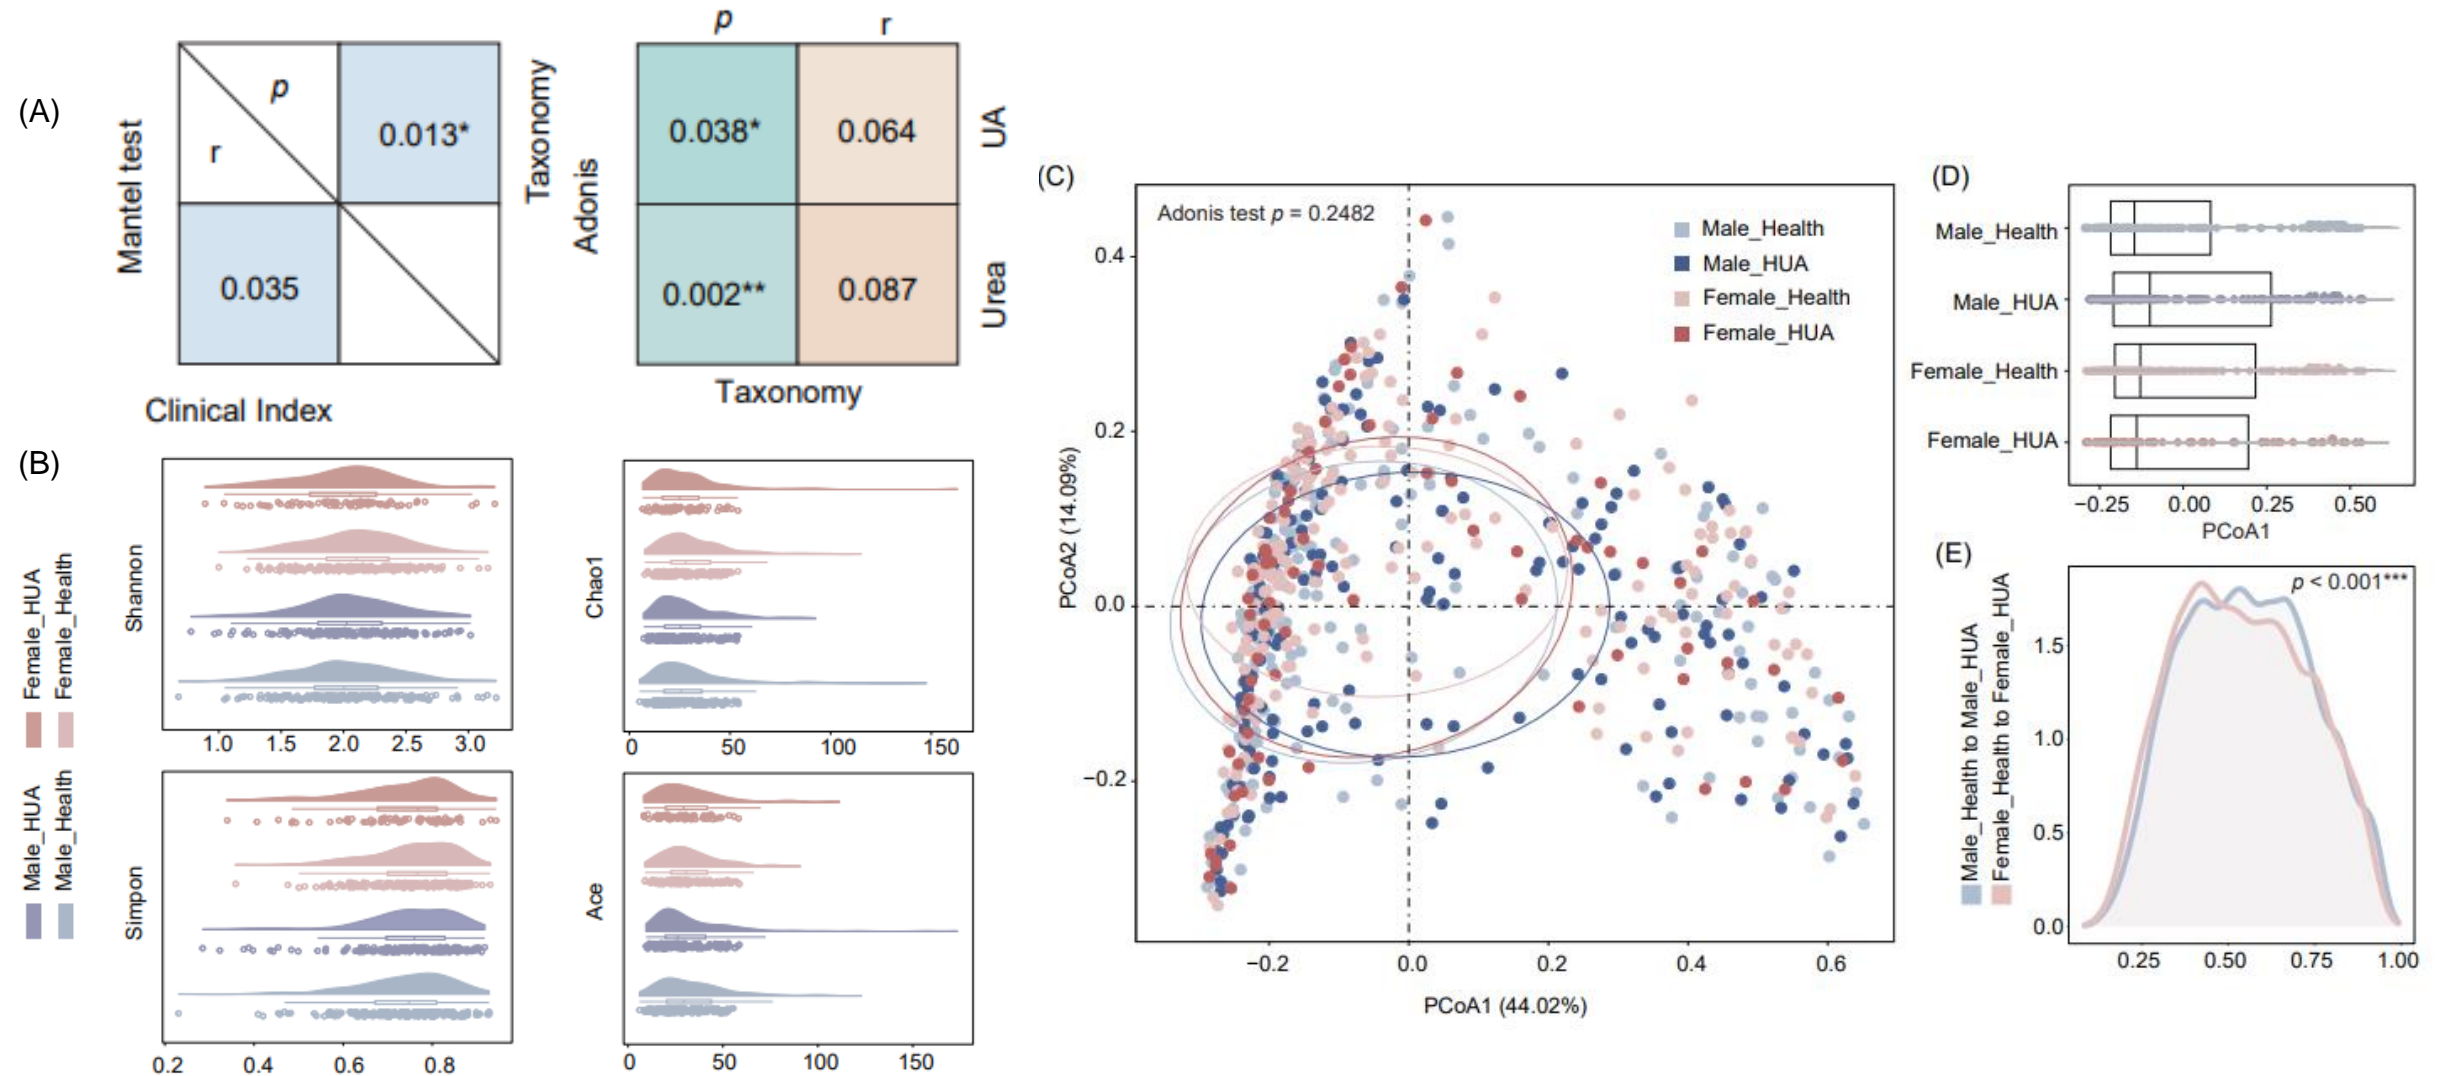 (A)
Mantel test
p
r
0.013*
0.035
Taxonomy
Clinical Index
Adonis
p
r
0.038*
0.064
0.002**
0.087
UA
Urea
Taxonomy
(B)
Female_HUA
Female_Health
Male_HUA
Male_Health
Shannon
1.0 1.5 2.0 2.5 3.0
Chao1
0 50 100 150
Simpon
0.2 0.4 0.6 0.8
Ace
0 50 100 150
(C)
Adonis test p = 0.2482
Male_Health
Male_HUA
Female_Health
Female_HUA
PCoA2 (14.09%)
0.4
0.2
0.0
−0.2
−0.2 0.0 0.2 0.4 0.6
PCoA1 (44.02%)
(D)
Male_Health
Male_HUA
Female_Health
Female_HUA
−0.25 0.00 0.25 0.50
PCoA1
(E)
p < 0.001***
Male_Health to Male_HUA
Female_Health to Female_HUA
1.5
1.0
0.5
0.0
0.25 0.50 0.75 1.00